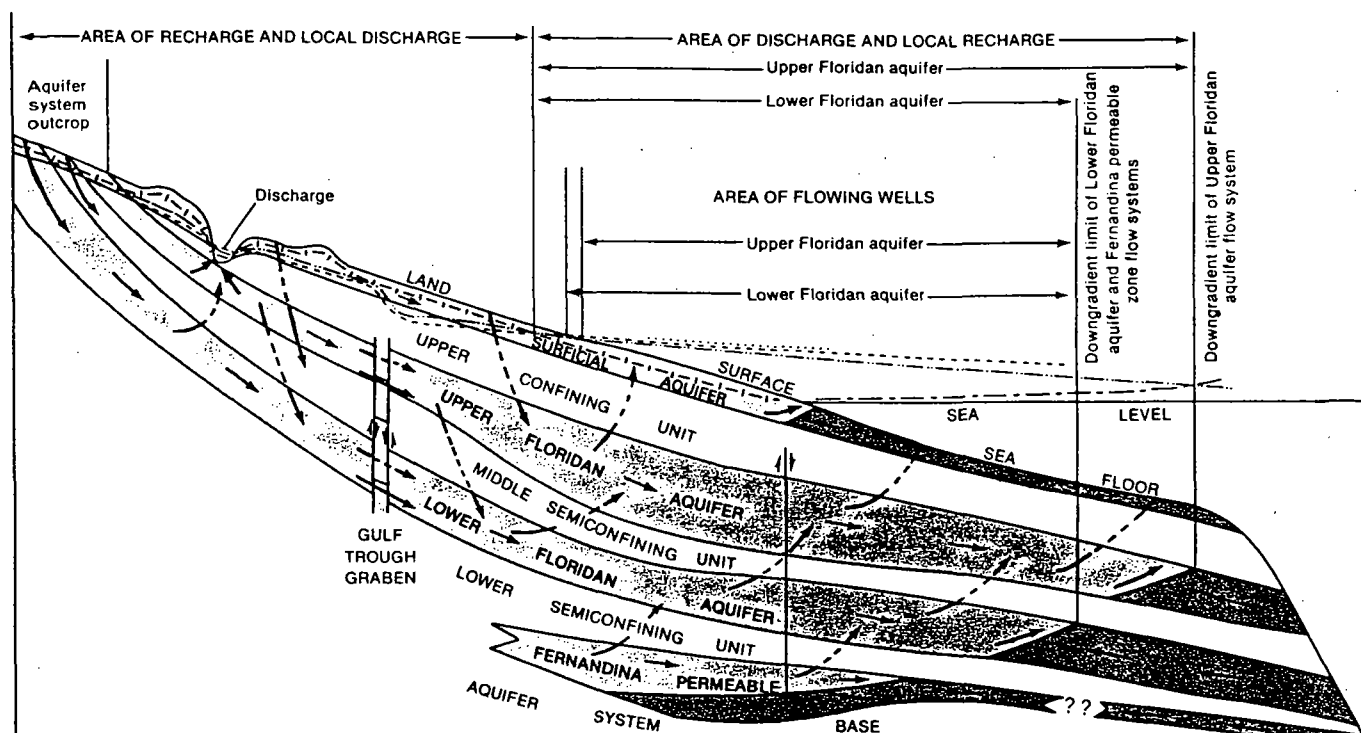 AREA OF RECHARGE AND LOCAL DISCHARGE
AREA OF DISCHARGE AND LOCAL RECHARGE
Upper Floridan aquifer
Lower Floridan aquifer
Aquifer
system
outcrop
Discharge
AREA OF FLOWING WELLS
Upper Floridan aquifer
Lower Floridan aquifer
Downgradient limit of Lower Floridan
aquifer and Fernandina permeable
zone flow systems
Downgradient limit of Upper Floridan
aquifer flow system
LAND SURFACE
SURFICIAL AQUIFER
SEA LEVEL
SEA FLOOR
UPPER CONFINING UNIT
UPPER FLORIDAN AQUIFER
MIDDLE SEMICONFINING UNIT
LOWER FLORIDAN AQUIFER
GULF
TROUGH
GRABEN
LOWER SEMICONFINING UNIT
FERNANDINA PERMEABLE
AQUIFER SYSTEM BASE
? ?